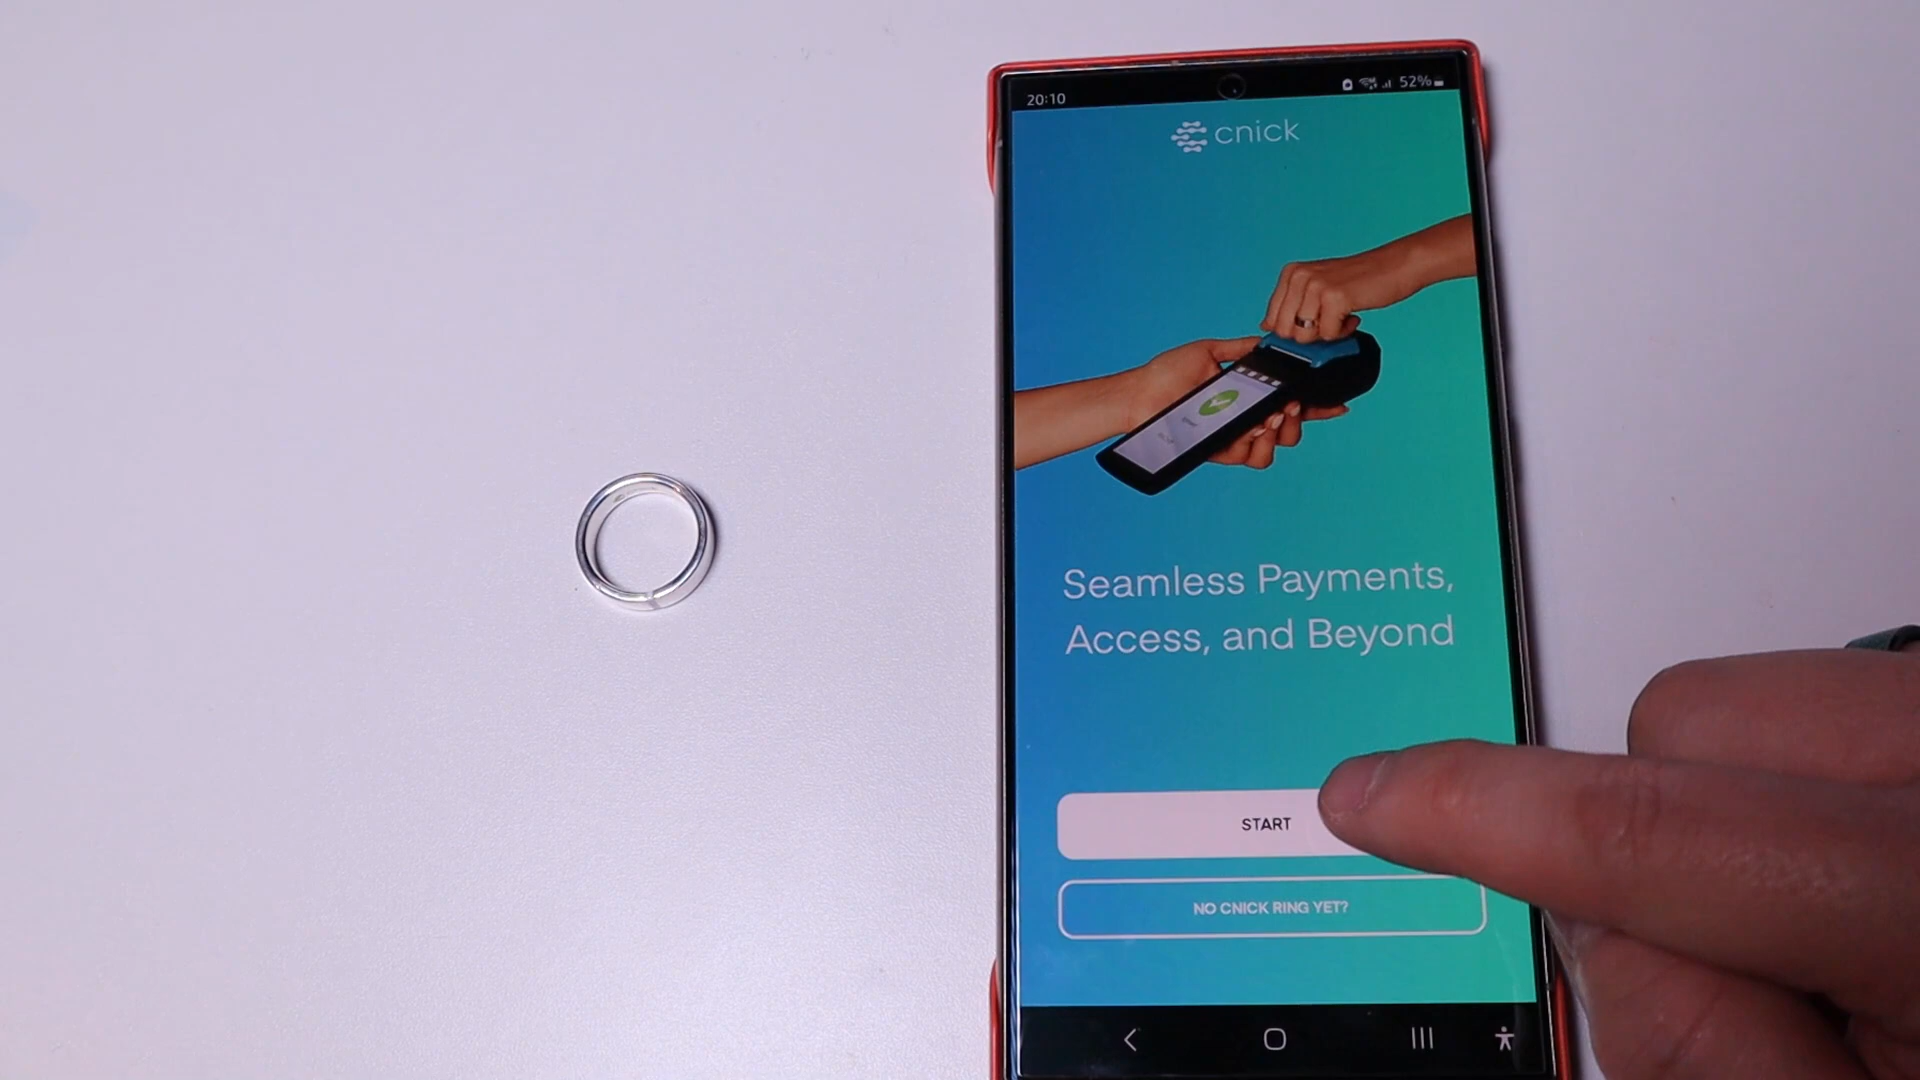 20:10
52%
cnick
Seamless Payments,
Access, and Beyond
START
NO CNICK RING YET?